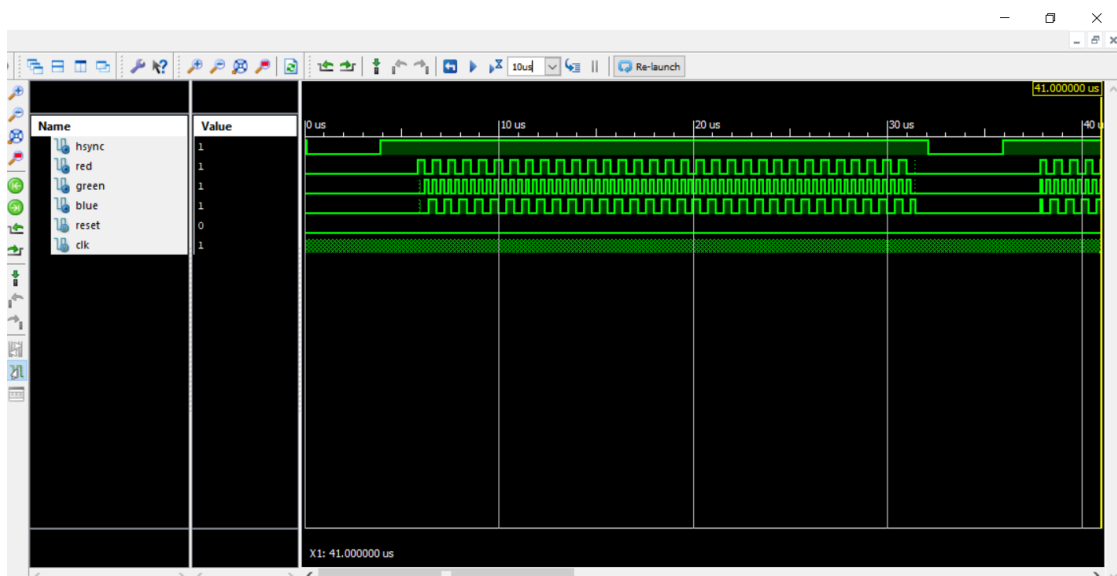 10us
Re-launch
41.000000 us
Name
Value
0 us
10 us
20 us
30 us
40 u
hsync
1
red
1
green
1
blue
1
reset
0
clk
1
X1: 41.000000 us